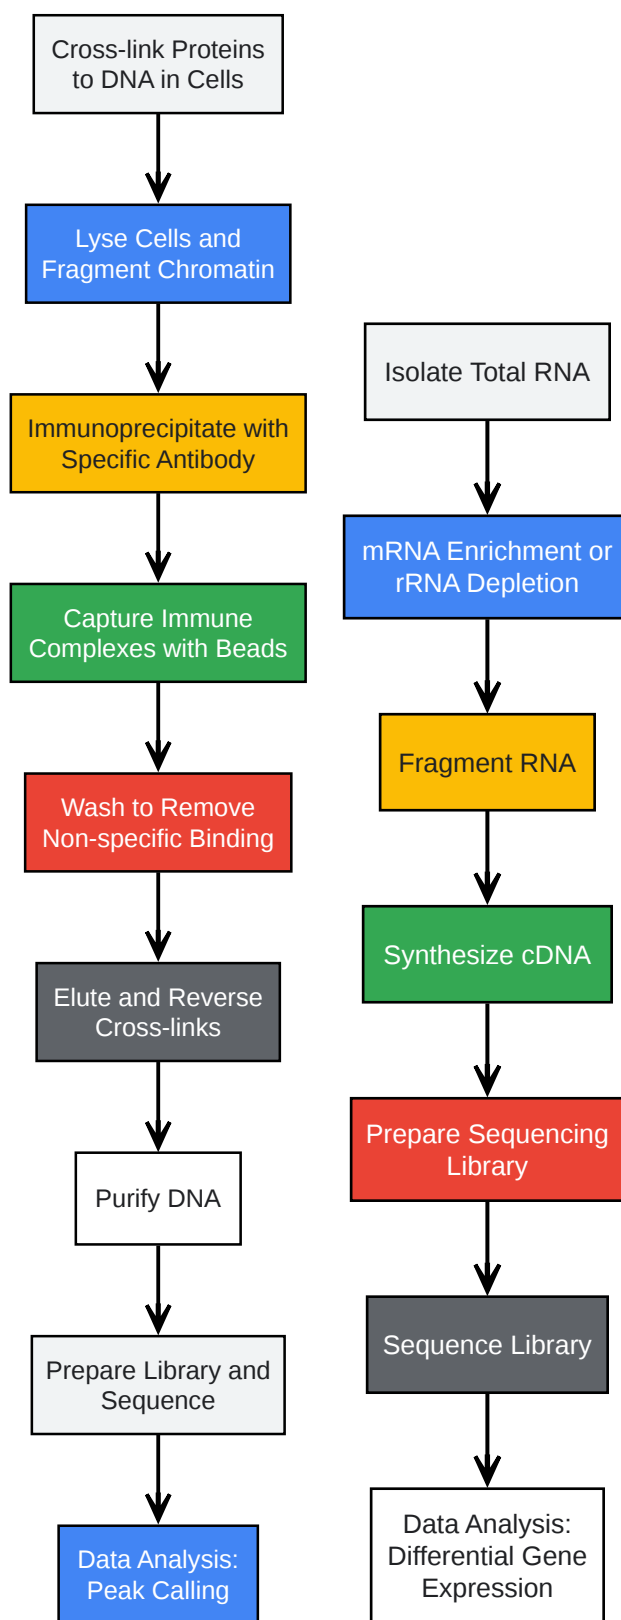 Cross-link Proteins
to DNA in Cells
Lyse Cells and
Fragment Chromatin
Immunoprecipitate with
Specific Antibody
Capture Immune
Complexes with Beads
Wash to Remove
Non-specific Binding
Elute and Reverse
Cross-links
Purify DNA
Prepare Library and
Sequence
Data Analysis:
Peak Calling
Isolate Total RNA
mRNA Enrichment or
rRNA Depletion
Fragment RNA
Synthesize cDNA
Prepare Sequencing
Library
Sequence Library
Data Analysis:
Differential Gene
Expression